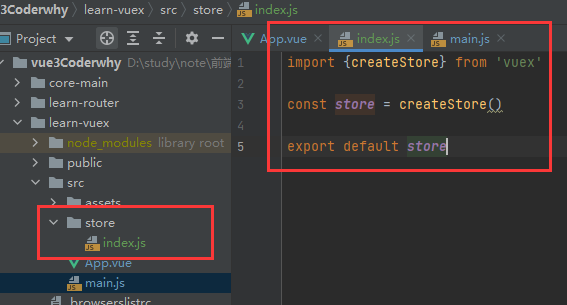 3Coderwhy
learn-vuex
src
store
index.js
Project
App.vue
index.js
main.js
vue3Coderwhy D:\study\note\前端
core-main
learn-router
learn-vuex
node_modules library root
public
src
assets
store
index.js
App.vue
main.js
.browserslistrc
1 import {createStore} from 'vuex'
2
3 const store = createStore()
4
5 export default store